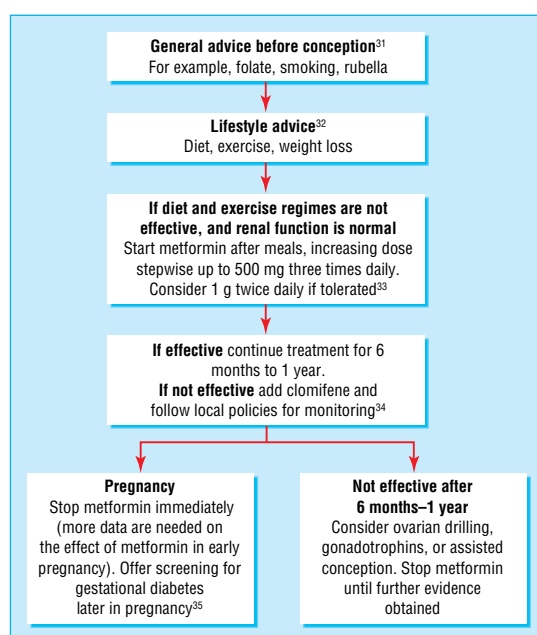 General advice before conception31
For example, folate, smoking, rubella
Lifestyle advice32
Diet, exercise, weight loss
If diet and exercise regimes are not
effective, and renal function is normal
Start metformin after meals, increasing dose
stepwise up to 500 mg three times daily.
Consider 1 g twice daily if tolerated33
If effective continue treatment for 6
months to 1 year.
If not effective add clomifene and
follow local policies for monitoring34
Pregnancy
Stop metformin immediately
(more data are needed on
the effect of metformin in early
pregnancy). Offer screening for
gestational diabetes
later in pregnancy35
Not effective after
6 months–1 year
Consider ovarian drilling,
gonadotrophins, or assisted
conception. Stop metformin
until further evidence
obtained